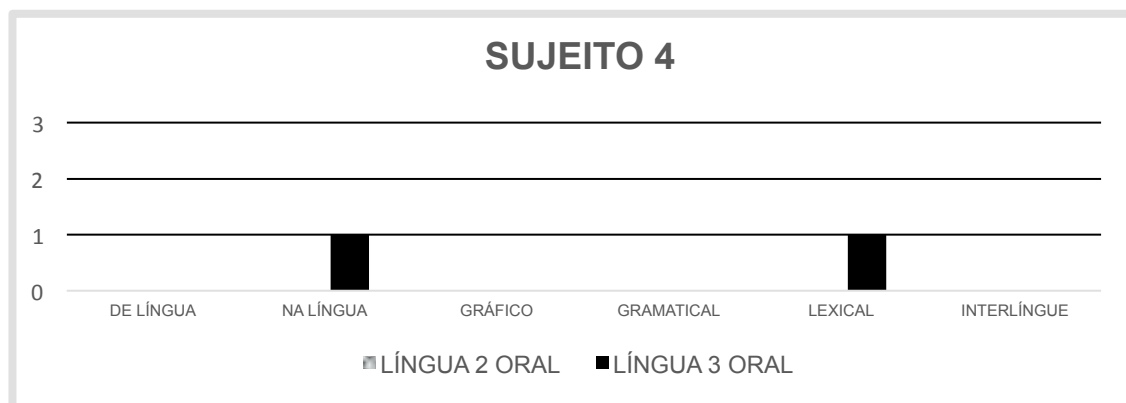 SUJEITO 4
3
2
1
0
DE LÍNGUA NA LÍNGUA GRÁFICO GRAMATICAL LEXICAL INTERLÍNGUE
LÍNGUA 2 ORAL LÍNGUA 3 ORAL